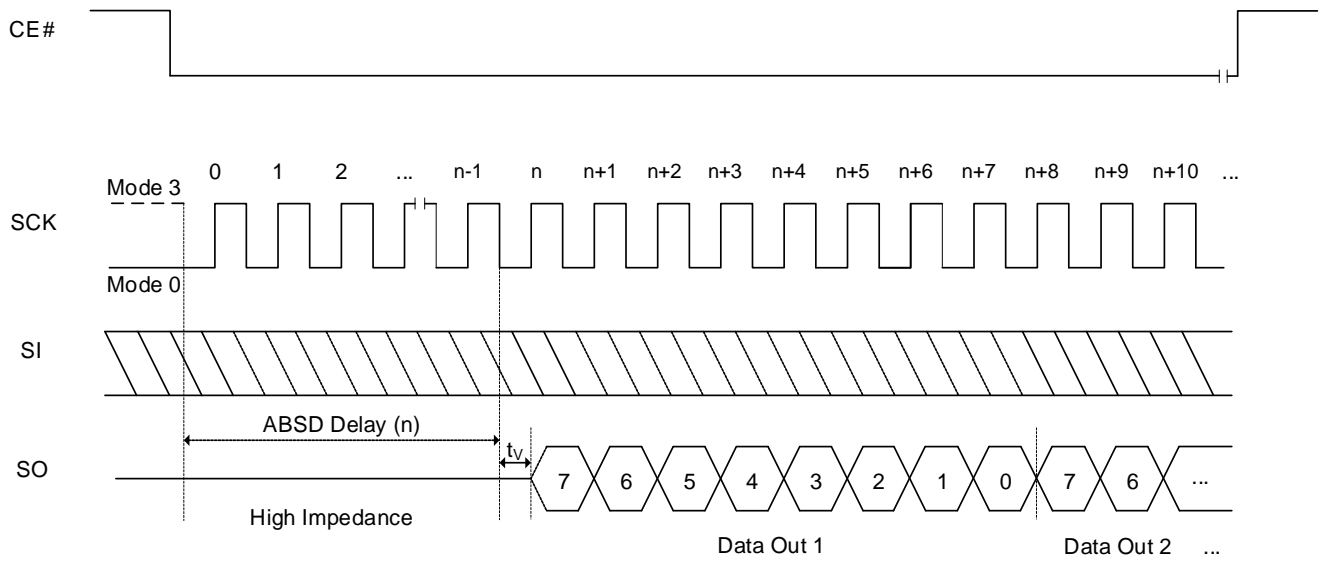 CE#
0 1 2 ... n-1 n n+1 n+2 n+3 n+4 n+5 n+6 n+7 n+8 n+9 n+10 ...
Mode 3
SCK
Mode 0
SI
ABSD Delay (n)
tV
SO
7 6 5 4 3 2 1 0 7 6 ...
High Impedance
Data Out 1 Data Out 2 ...